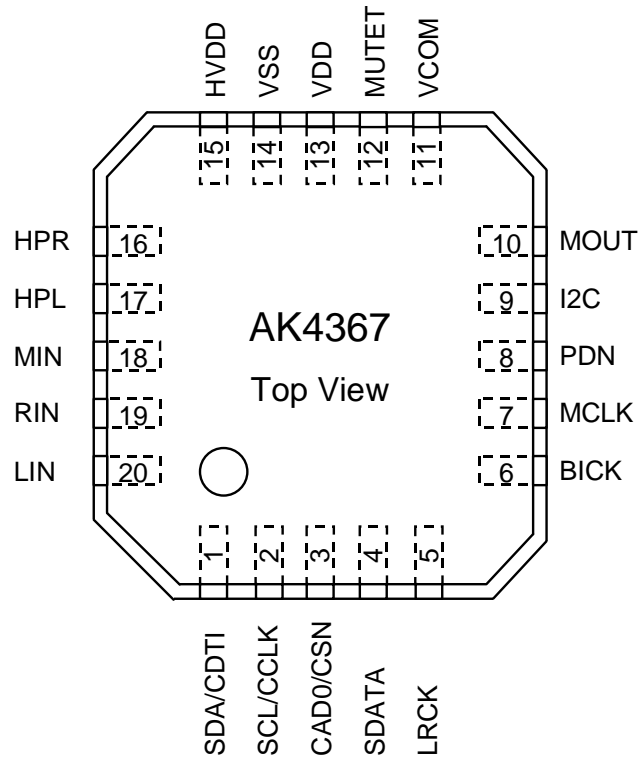 HVDD
VSS
VDD
MUTET
VCOM
15
14
13
12
11
HPR
16
10
MOUT
HPL
17
9
I2C
AK4367
MIN
18
8
PDN
Top View
RIN
19
7
MCLK
LIN
20
6
BICK
1
2
3
4
5
SDA/CDTI
SCL/CCLK
CAD0/CSN
SDATA
LRCK